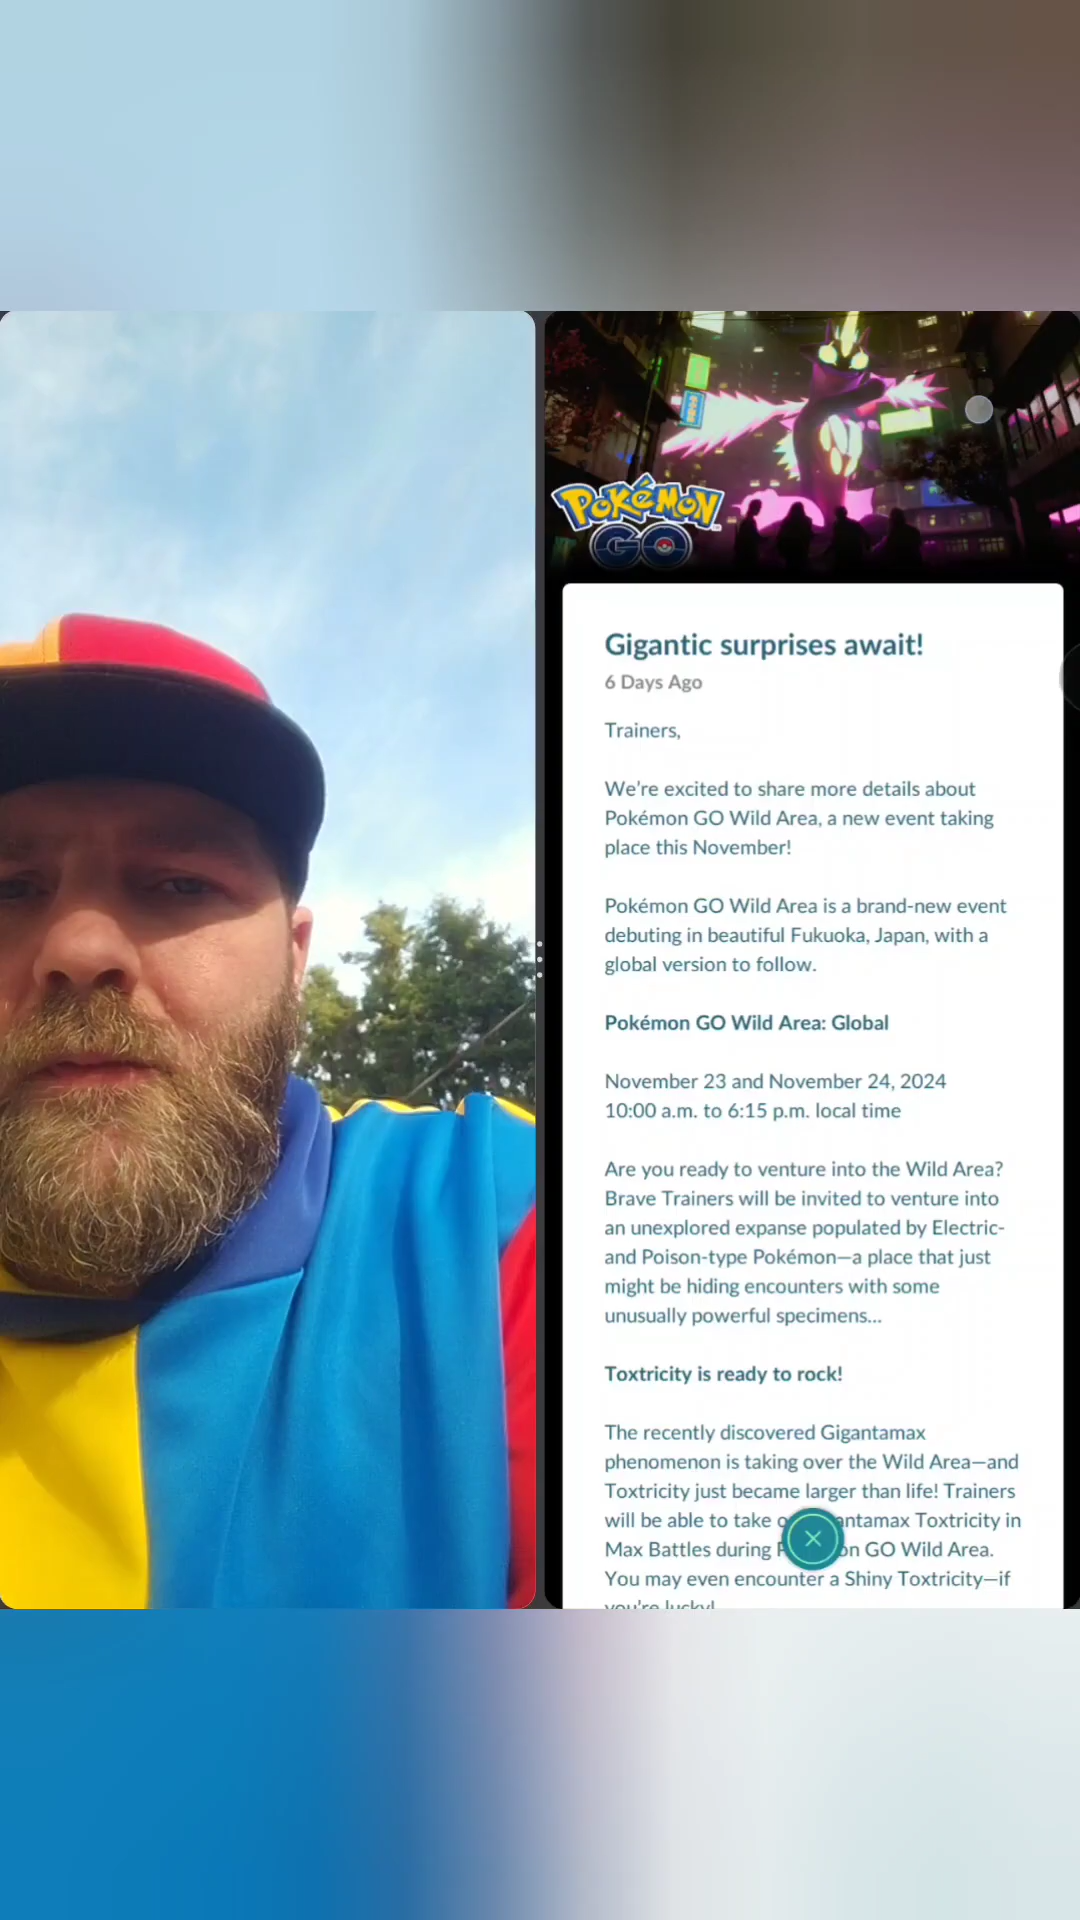 POKÉMON
GO
Gigantic surprises await!
6 Days Ago
Trainers,
We're excited to share more details about
Pokémon GO Wild Area, a new event taking
place this November!
Pokémon GO Wild Area is a brand-new event
debuting in beautiful Fukuoka, Japan, with a
global version to follow.
Pokémon GO Wild Area: Global
November 23 and November 24, 2024
10:00 a.m. to 6:15 p.m. local time
Are you ready to venture into the Wild Area?
Brave Trainers will be invited to venture into
an unexplored expanse populated by Electric-
and Poison-type Pokémon—a place that just
might be hiding encounters with some
unusually powerful specimens...
Toxtricity is ready to rock!
The recently discovered Gigantamax
phenomenon is taking over the Wild Area—and
Toxtricity just became larger than life! Trainers
will be able to take antamax Toxtricity in
Max Battles during on GO Wild Area.
You may even encounter a Shiny Toxtricity—if
you're lucky!